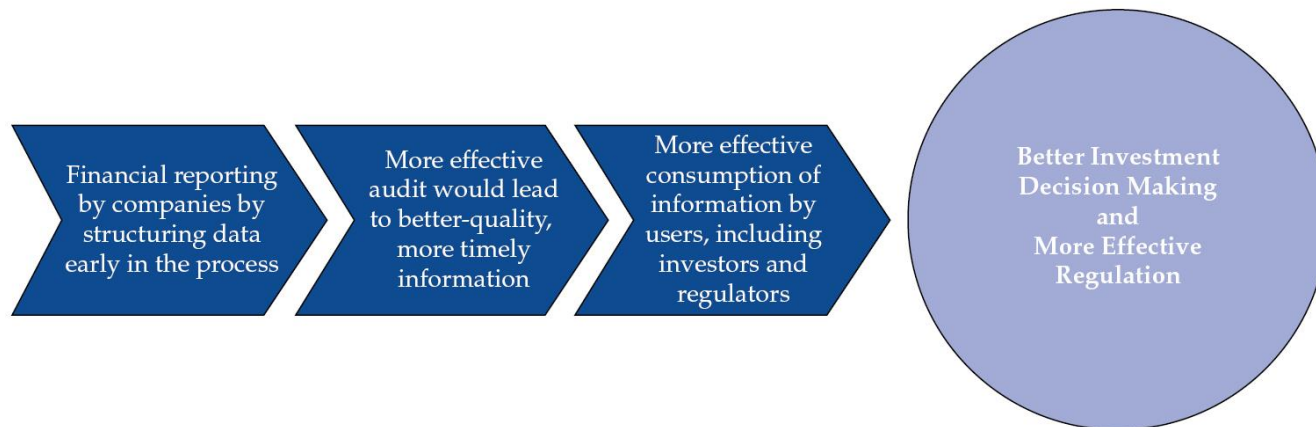 Financial reporting
by companies by
structuring data
early in the process
More effective
audit would lead
to better-quality,
more timely
information
More effective
consumption of
information by
users, including
investors and
regulators
Better Investment
Decision Making
and
More Effective
Regulation